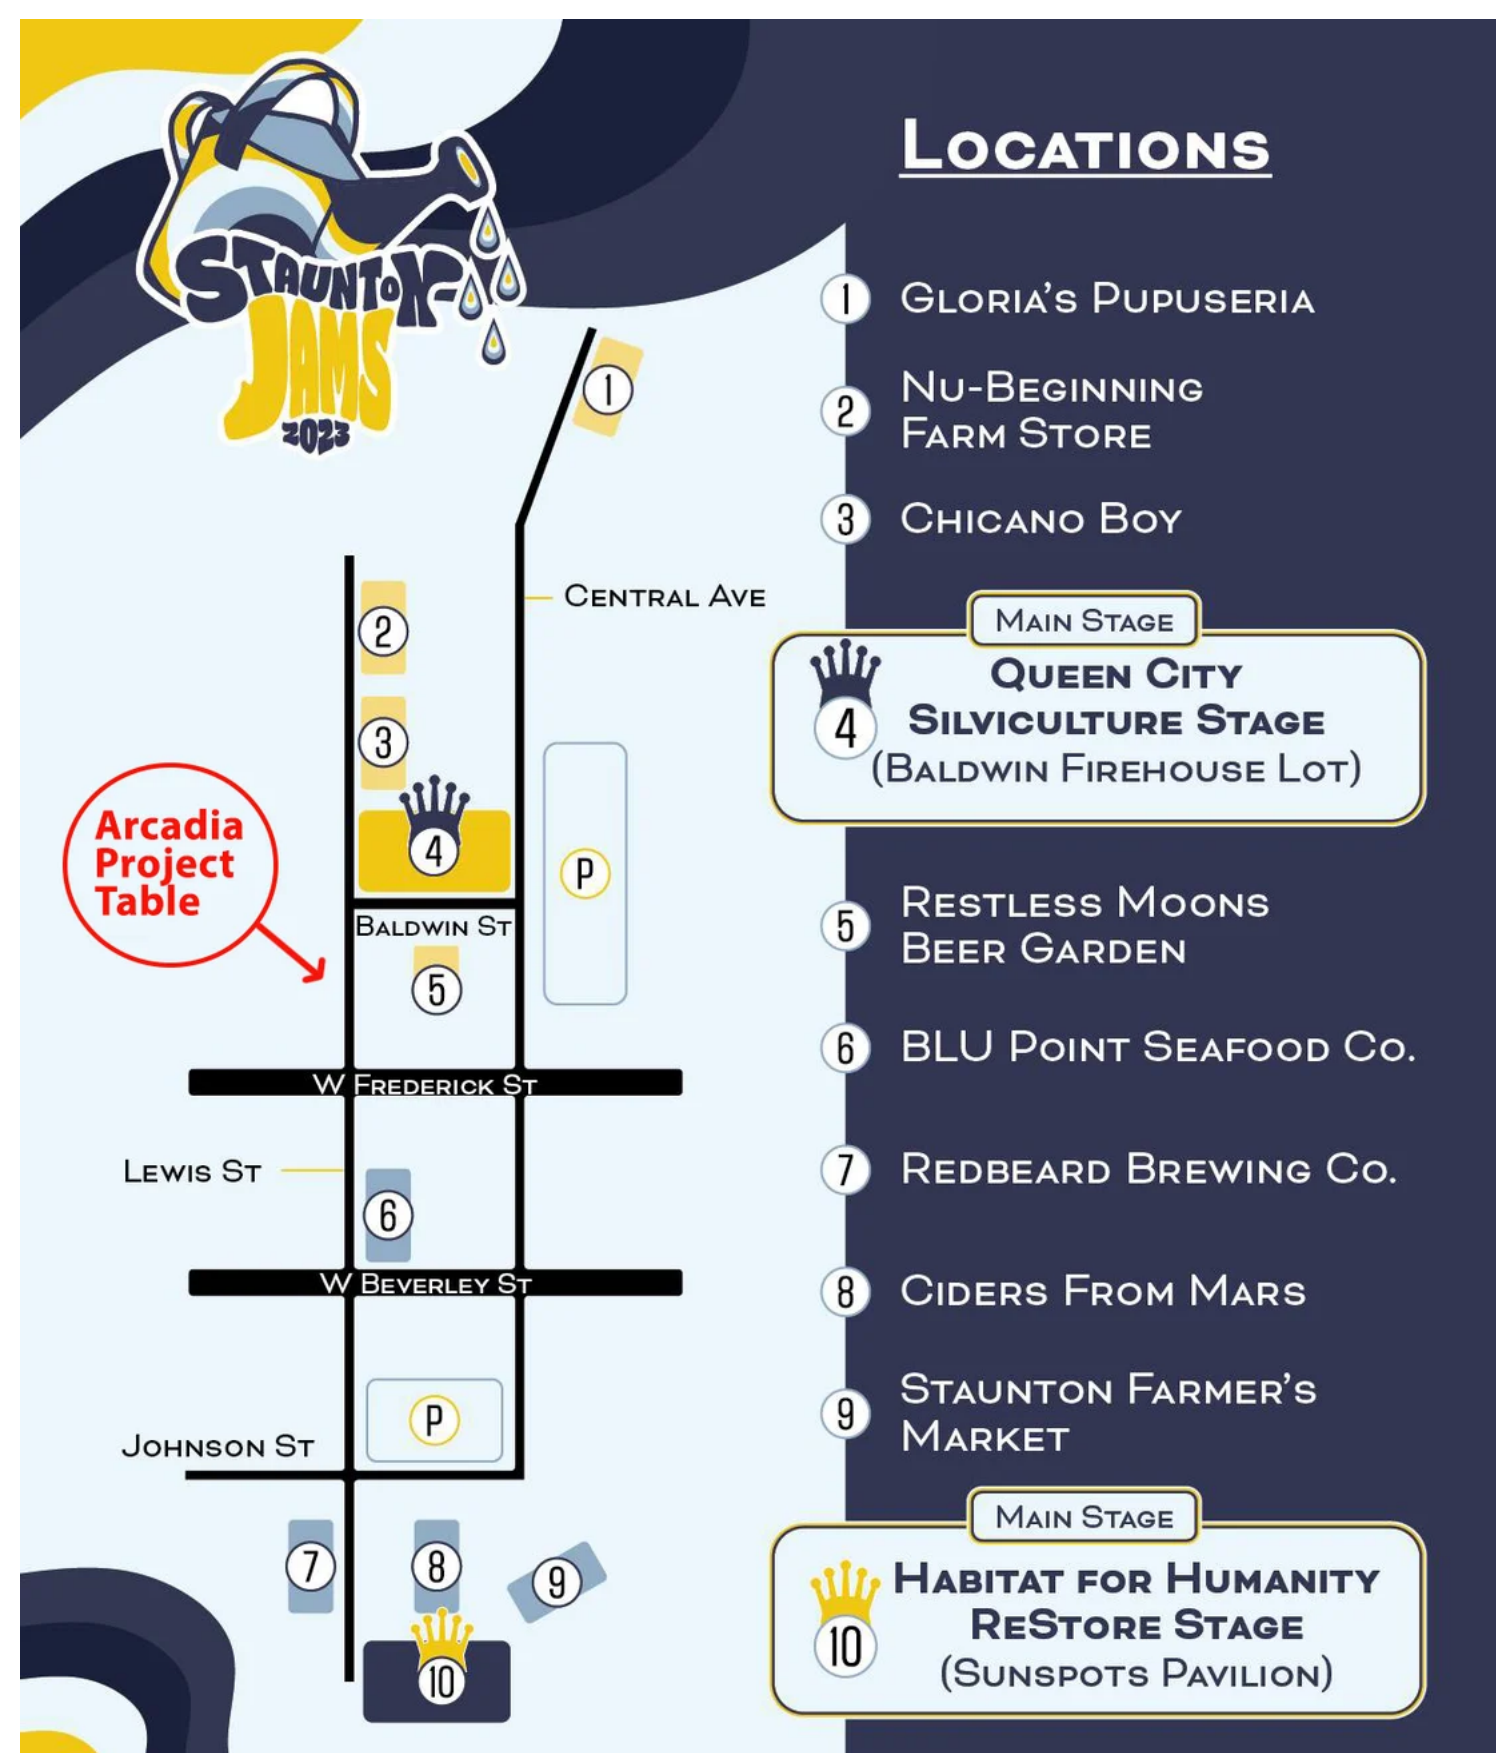 STAUNTON
JAMS
2023
LOCATIONS
1 GLORIA'S PUPUSERIA
2 NU-BEGINNING
FARM STORE
3 CHICANO BOY
MAIN STAGE
4 QUEEN CITY
SILVICULTURE STAGE
(BALDWIN FIREHOUSE LOT)
5 RESTLESS MOONS
BEER GARDEN
6 BLU POINT SEAFOOD CO.
7 REDBEARD BREWING CO.
8 CIDERS FROM MARS
9 STAUNTON FARMER'S
MARKET
MAIN STAGE
10 HABITAT FOR HUMANITY
RESTORE STAGE
(SUNSPOTS PAVILION)
1
CENTRAL AVE
2
3
Arcadia
Project
Table
4
P
BALDWIN ST
5
W FREDERICK ST
LEWIS ST
6
W BEVERLEY ST
P
JOHNSON ST
7
8
9
10